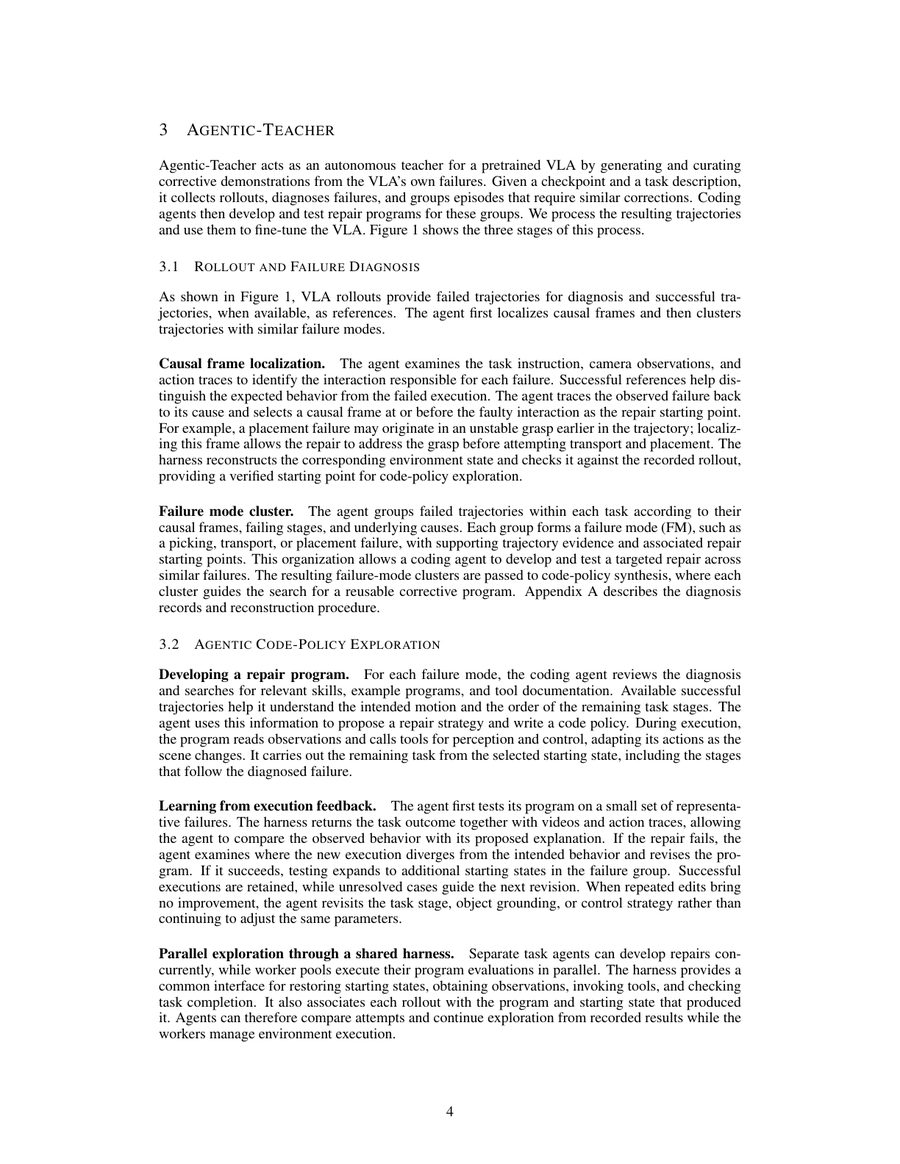 3 AGENTIC-TEACHER
Agentic-Teacher acts as an autonomous teacher for a pretrained VLA by generating and curating
corrective demonstrations from the VLA's own failures. Given a checkpoint and a task description,
it collects rollouts, diagnoses failures, and groups episodes that require similar corrections. Coding
agents then develop and test repair programs for these groups. We process the resulting trajectories
and use them to fine-tune the VLA. Figure 1 shows the three stages of this process.
3.1 ROLLOUT AND FAILURE DIAGNOSIS
As shown in Figure 1, VLA rollouts provide failed trajectories for diagnosis and successful tra-
jectories, when available, as references. The agent first localizes causal frames and then clusters
trajectories with similar failure modes.
Causal frame localization. The agent examines the task instruction, camera observations, and
action traces to identify the interaction responsible for each failure. Successful references help dis-
tinguish the expected behavior from the failed execution. The agent traces the observed failure back
to its cause and selects a causal frame at or before the faulty interaction as the repair starting point.
For example, a placement failure may originate in an unstable grasp earlier in the trajectory; localiz-
ing this frame allows the repair to address the grasp before attempting transport and placement. The
harness reconstructs the corresponding environment state and checks it against the recorded rollout,
providing a verified starting point for code-policy exploration.
Failure mode cluster. The agent groups failed trajectories within each task according to their
causal frames, failing stages, and underlying causes. Each group forms a failure mode (FM), such as
a picking, transport, or placement failure, with supporting trajectory evidence and associated repair
starting points. This organization allows a coding agent to develop and test a targeted repair across
similar failures. The resulting failure-mode clusters are passed to code-policy synthesis, where each
cluster guides the search for a reusable corrective program. Appendix A describes the diagnosis
records and reconstruction procedure.
3.2 AGENTIC CODE-POLICY EXPLORATION
Developing a repair program. For each failure mode, the coding agent reviews the diagnosis
and searches for relevant skills, example programs, and tool documentation. Available successful
trajectories help it understand the intended motion and the order of the remaining task stages. The
agent uses this information to propose a repair strategy and write a code policy. During execution,
the program reads observations and calls tools for perception and control, adapting its actions as the
scene changes. It carries out the remaining task from the selected starting state, including the stages
that follow the diagnosed failure.
Learning from execution feedback. The agent first tests its program on a small set of representa-
tive failures. The harness returns the task outcome together with videos and action traces, allowing
the agent to compare the observed behavior with its proposed explanation. If the repair fails, the
agent examines where the new execution diverges from the intended behavior and revises the pro-
gram. If it succeeds, testing expands to additional starting states in the failure group. Successful
executions are retained, while unresolved cases guide the next revision. When repeated edits bring
no improvement, the agent revisits the task stage, object grounding, or control strategy rather than
continuing to adjust the same parameters.
Parallel exploration through a shared harness. Separate task agents can develop repairs con-
currently, while worker pools execute their program evaluations in parallel. The harness provides a
common interface for restoring starting states, obtaining observations, invoking tools, and checking
task completion. It also associates each rollout with the program and starting state that produced
it. Agents can therefore compare attempts and continue exploration from recorded results while the
workers manage environment execution.
4